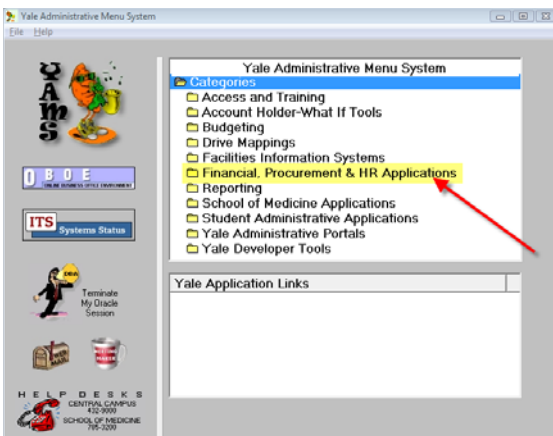 Yale Administrative Menu System
File Help
YAmS
OBOE
ONLINE BUSINESS OFFICE ENVIRONMENT
ITS
Systems Status
DBA
Terminate
My Oracle
Session
HELP DESKS
CENTRAL CAMPUS
432-9000
SCHOOL OF MEDICINE
785-3200
Yale Administrative Menu System
Categories
Access and Training
Account Holder-What If Tools
Budgeting
Drive Mappings
Facilities Information Systems
Financial, Procurement & HR Applications
Reporting
School of Medicine Applications
Student Administrative Applications
Yale Administrative Portals
Yale Developer Tools
Yale Application Links